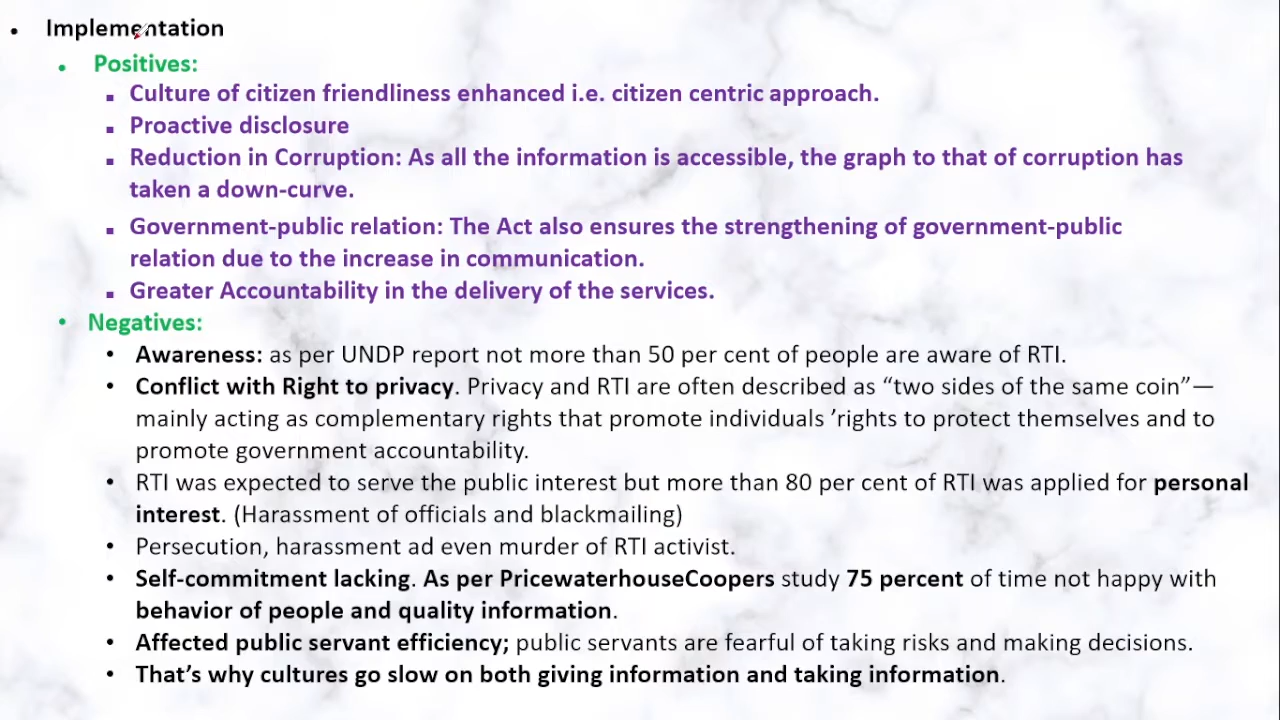 Implementation
Positives:
Culture of citizen friendliness enhanced i.e. citizen centric approach.
Proactive disclosure
Reduction in Corruption: As all the information is accessible, the graph to that of corruption has
taken a down-curve.
Government-public relation: The Act also ensures the strengthening of government-public
relation due to the increase in communication.
Greater Accountability in the delivery of the services.
Negatives:
Awareness: as per UNDP report not more than 50 per cent of people are aware of RTI.
Conflict with Right to privacy. Privacy and RTI are often described as “two sides of the same coin”—
mainly acting as complementary rights that promote individuals ’rights to protect themselves and to
promote government accountability.
RTI was expected to serve the public interest but more than 80 per cent of RTI was applied for personal
interest. (Harassment of officials and blackmailing)
Persecution, harassment ad even murder of RTI activist.
Self-commitment lacking. As per PricewaterhouseCoopers study 75 percent of time not happy with
behavior of people and quality information.
Affected public servant efficiency; public servants are fearful of taking risks and making decisions.
That’s why cultures go slow on both giving information and taking information.